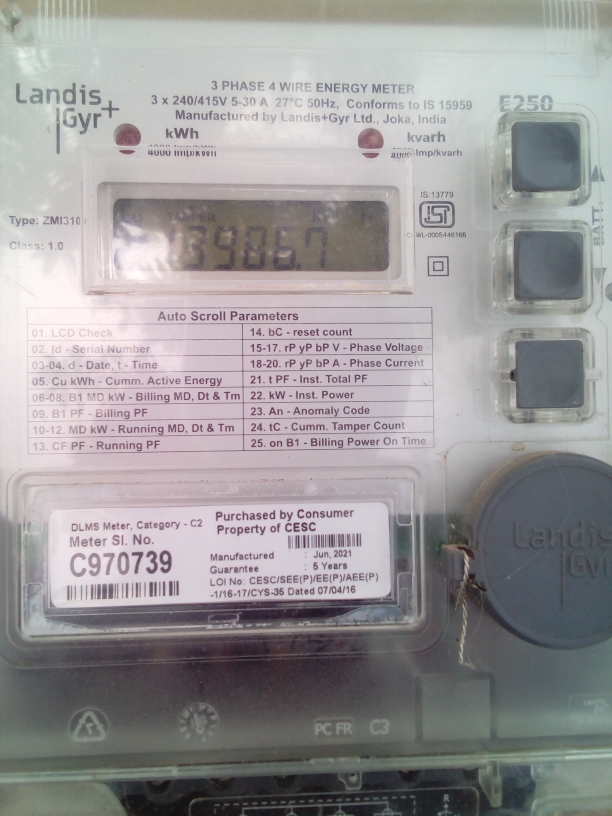 3 PHASE 4 WIRE ENERGY METER
3 x 240/415V 5-30 A 27°C 50Hz, Conforms to IS 15959
Manufactured by Landis+Gyr Ltd., Joka, India
Landis
Gyr+
E250
kWh
4000 Imp/kWh
kvarh
Imp/kvarh
IS:13779
Type: ZMI310
Class: 1.0
TAMPER
13986.7
BATT.
Auto Scroll Parameters
01. LCD Check
02. Id - Serial Number
03-04. d - Date, t - Time
05. Cu kWh - Cumm. Active Energy
06-08. B1 MD kW - Billing MD, Dt & Tm
09. B1 PF - Billing PF
10-12. MD kW - Running MD, Dt & Tm
13. CF PF - Running PF
14. bC - reset count
15-17. rP yP bP V - Phase Voltage
18-20. rP yP bP A - Phase Current
21. t PF - Inst. Total PF
22. kW - Inst. Power
23. An - Anomaly Code
24. tC - Cumm. Tamper Count
25. on B1 - Billing Power On Time
DLMS Meter, Category - C2
Meter Sl. No.
C970739
Purchased by Consumer
Property of CESC
Manufactured : Jun, 2021
Guarantee : 5 Years
LOI No: CESC/SEE(P)/EE(P)/AEE(P)
-1/16-17/CYS-35 Dated 07/04/16
Landis
Gyr
PC FR C3
R